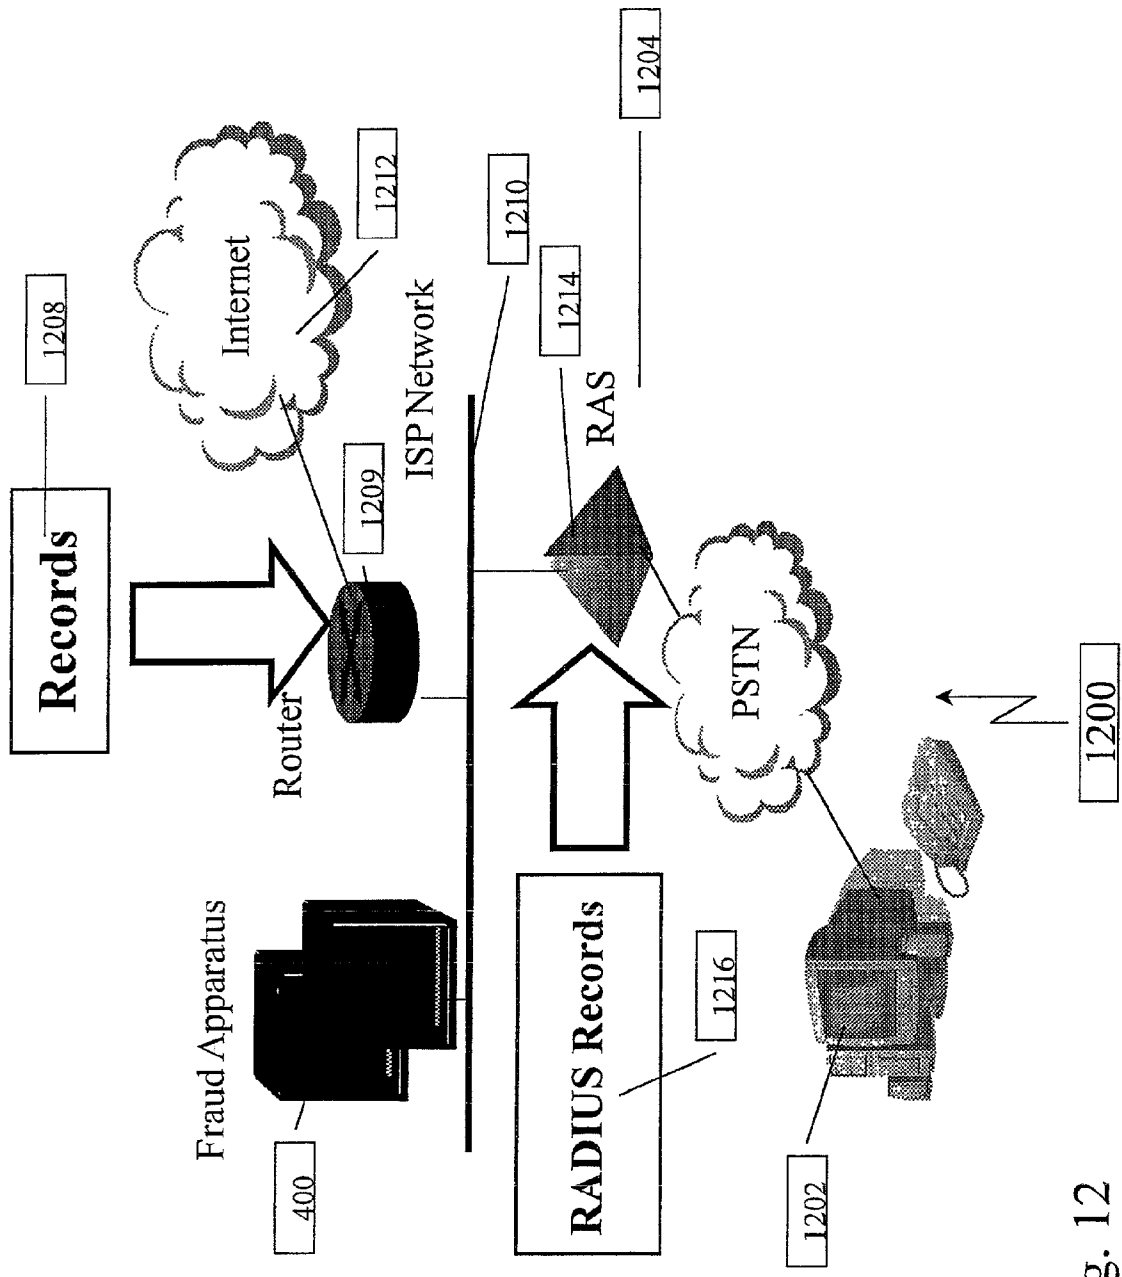 Records
1208
Internet
1212
Router
1209
ISP Network
1210
1214
RAS
1204
Fraud Apparatus
400
RADIUS Records
1216
PSTN
1202
1200
g. 12